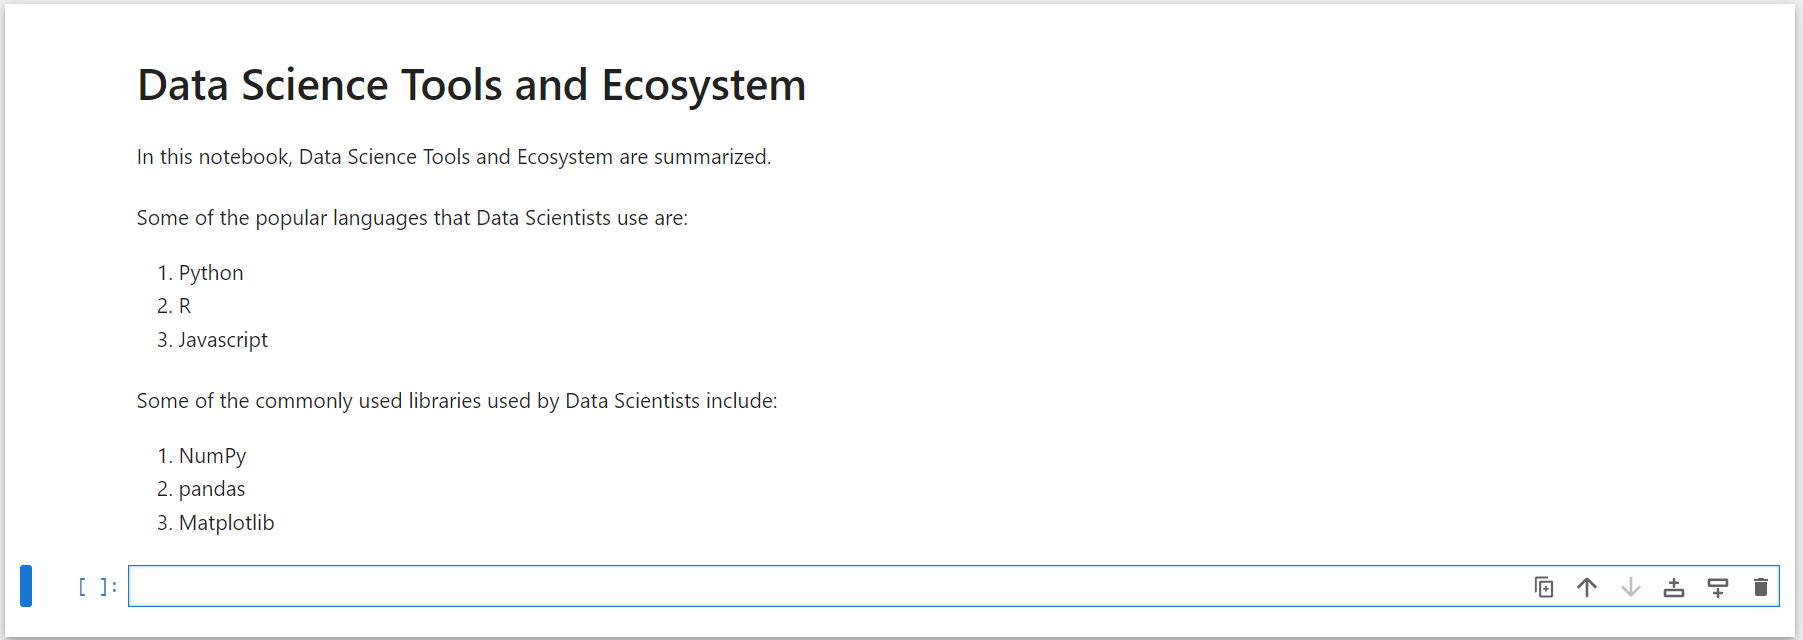 Data Science Tools and Ecosystem
In this notebook, Data Science Tools and Ecosystem are summarized.
Some of the popular languages that Data Scientists use are:
1. Python
2. R
3. Javascript
Some of the commonly used libraries used by Data Scientists include:
1. NumPy
2. pandas
3. Matplotlib
[ ]: